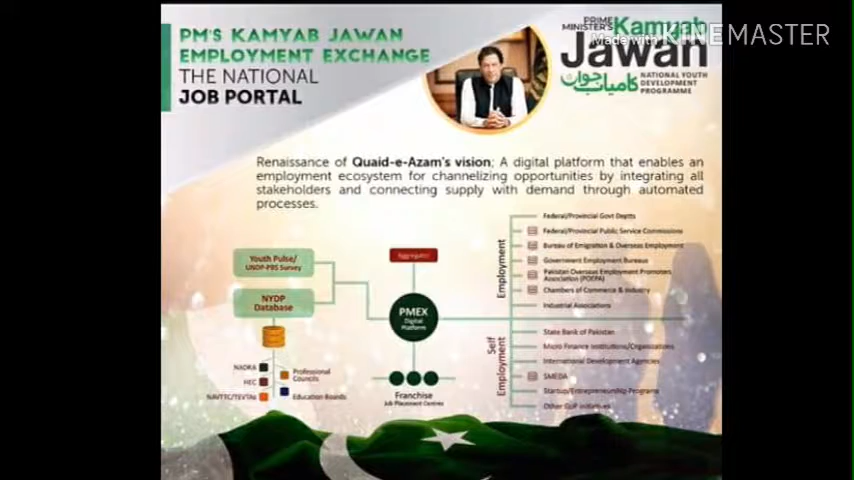 PM'S KAMYAB JAWAN
EMPLOYMENT EXCHANGE
THE NATIONAL
JOB PORTAL
PRIME
MINISTER'S
Kamyab
Jawan
Made with KINEMASTER
کامیاب جوان
NATIONAL YOUTH
DEVELOPMENT
PROGRAMME
Renaissance of Quaid-e-Azam's vision; A digital platform that enables an
employment ecosystem for channelizing opportunities by integrating all
stakeholders and connecting supply with demand through automated
processes.
Youth Pulse/
UNDP-PBS Survey
NYDP
Database
NADRA
HEC
NAVTTC/TEVTAs
Professional
Councils
Education Boards
Aggregator
PMEX
Digital
Platform
Franchise
Job Placement Centres
Employment
Federal/Provincial Govt Deptts
Federal/Provincial Public Service Commissions
Bureau of Emigration & Overseas Employment
Government Employment Bureaus
Pakistan Overseas Employment Promoters
Association (POEPA)
Chambers of Commerce & Industry
Industrial Associations
Self
Employment
State Bank of Pakistan
Micro Finance Institutions/Organizations
International Development Agencies
SMEDA
Startup/Entrepreneurship Programs
Other GoP initiatives